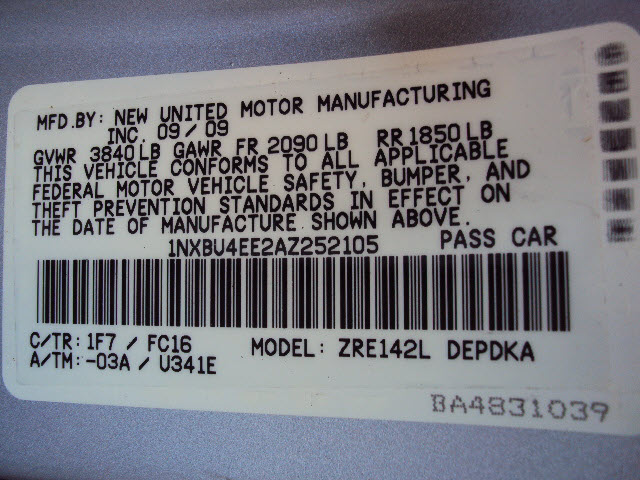 MFD.BY: NEW UNITED MOTOR MANUFACTURING
INC. 09/09
GVWR 3840LB GAWR FR 2090LB RR 1850LB
THIS VEHICLE CONFORMS TO ALL APPLICABLE
FEDERAL MOTOR VEHICLE SAFETY, BUMPER, AND
THEFT PREVENTION STANDARDS IN EFFECT ON
THE DATE OF MANUFACTURE SHOWN ABOVE.
1NXBU4EE2AZ252105 PASS CAR
C/TR: 1F7 / FC16 MODEL: ZRE142L DEPDKA
A/TM: -03A / U341E
BA4831039